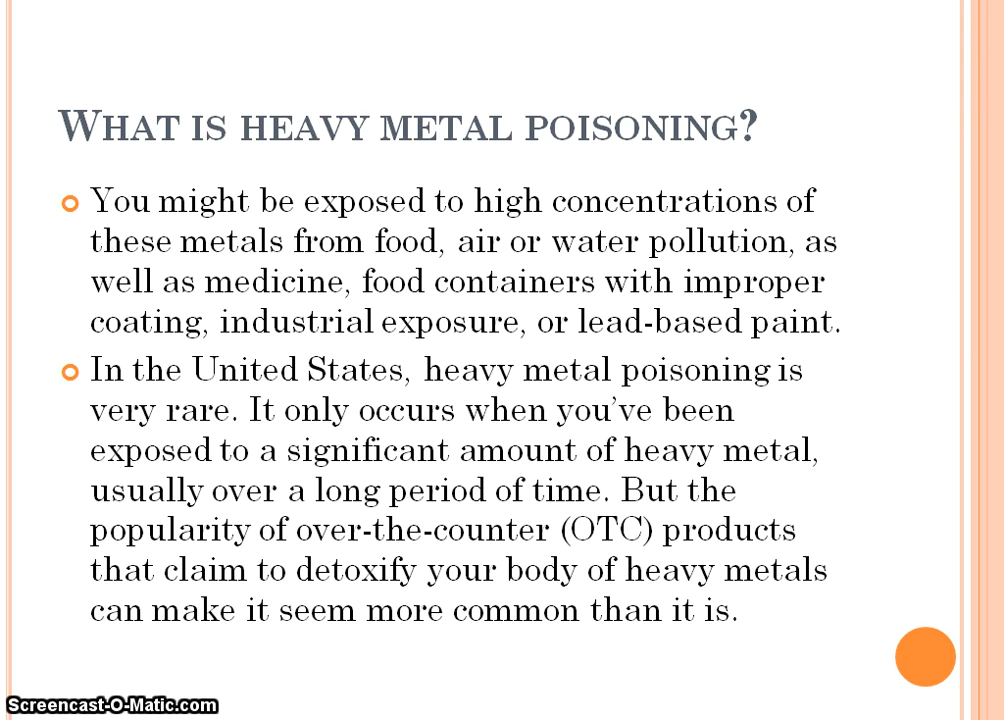 WHAT IS HEAVY METAL POISONING?
You might be exposed to high concentrations of
these metals from food, air or water pollution, as
well as medicine, food containers with improper
coating, industrial exposure, or lead-based paint.
In the United States, heavy metal poisoning is
very rare. It only occurs when you've been
exposed to a significant amount of heavy metal,
usually over a long period of time. But the
popularity of over-the-counter (OTC) products
that claim to detoxify your body of heavy metals
can make it seem more common than it is.
Screencast-O-Matic.com